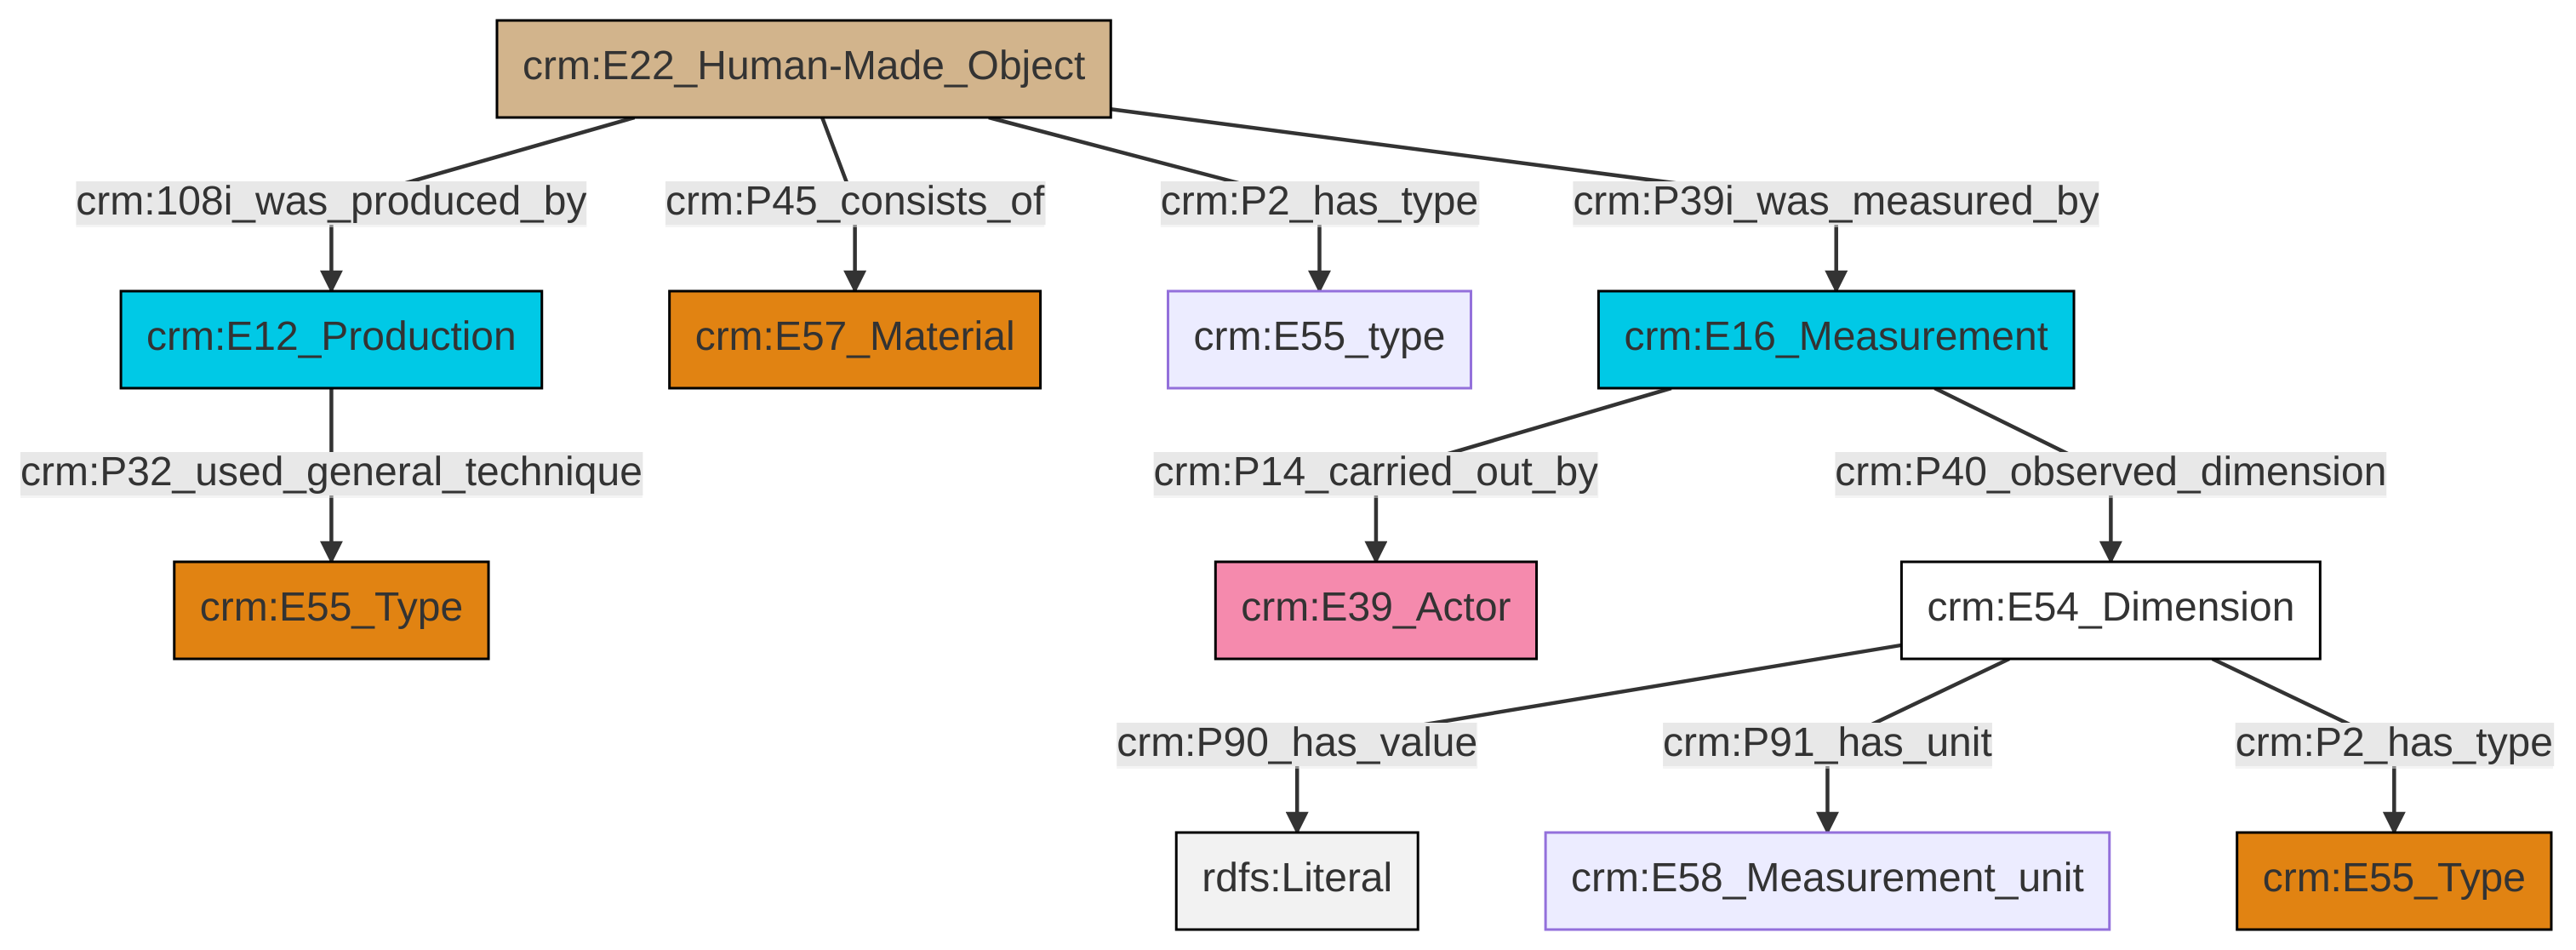 crm:E22_Human-Made_Object
crm:108i_was_produced_by
crm:P45_consists_of
crm:P2_has_type
crm:P39i_was_measured_by
crm:E12_Production
crm:E57_Material
crm:E55_type
crm:E16_Measurement
crm:P32_used_general_technique
crm:P14_carried_out_by
crm:P40_observed_dimension
crm:E55_Type
crm:E39_Actor
crm:E54_Dimension
crm:P90_has_value
crm:P91_has_unit
crm:P2_has_type
rdfs:Literal
crm:E58_Measurement_unit
crm:E55_Type